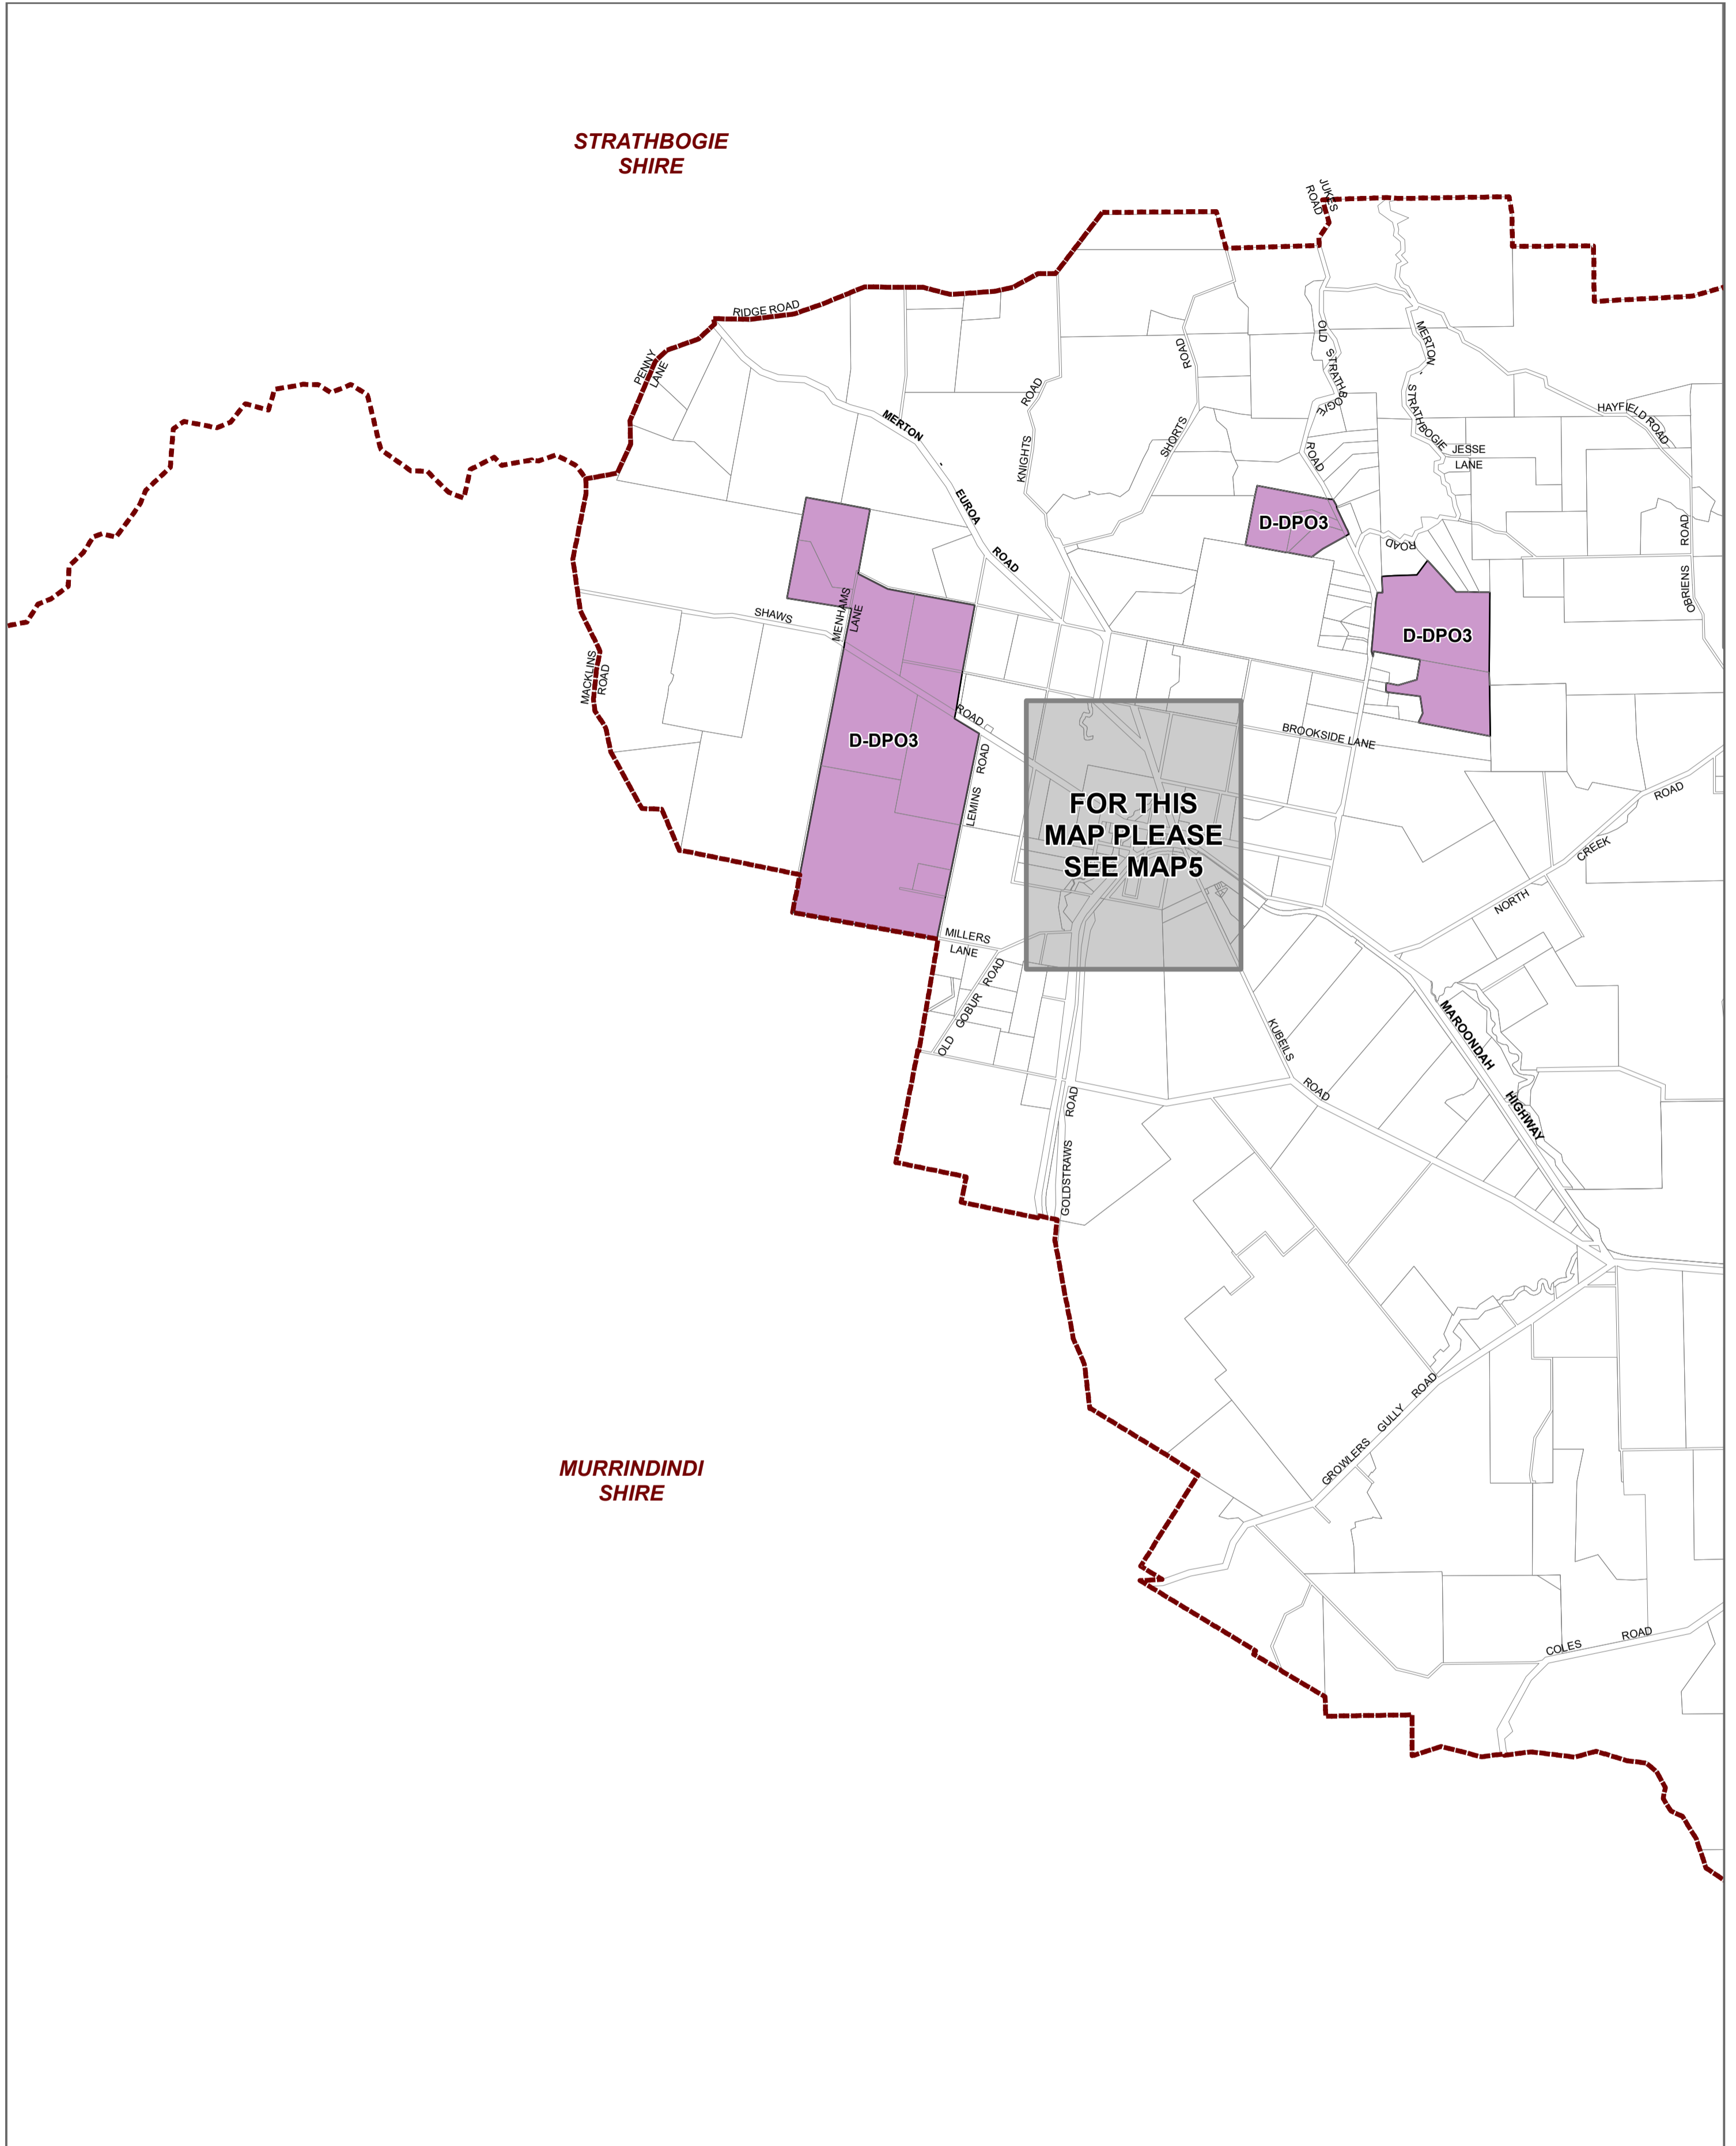 STRATHBOGIE
SHIRE
JUKES
ROAD
RIDGE ROAD
PENNY
LANE
MERTON
-
EUROA
ROAD
KNIGHTS
ROAD
SHORTS
ROAD
OLD
STRATHBOGIE
ROAD
MERTON
-
STRATHBOGIE
ROAD
HAYFIELD ROAD
JESSE
LANE
OBRIENS
ROAD
D-DPO3
D-DPO3
D-DPO3
SHAWS
ROAD
MENHAMS
LANE
MACKLINS
ROAD
LEMINS
ROAD
BROOKSIDE LANE
FOR THIS
MAP PLEASE
SEE MAP5
NORTH
CREEK
ROAD
MILLERS
LANE
OLD
GOBUR
ROAD
KUBEILS
ROAD
MAROONDAH
HIGHWAY
GOLDSTRAWS
ROAD
GROWLERS
GULLY
ROAD
MURRINDINDI
SHIRE
COLES
ROAD